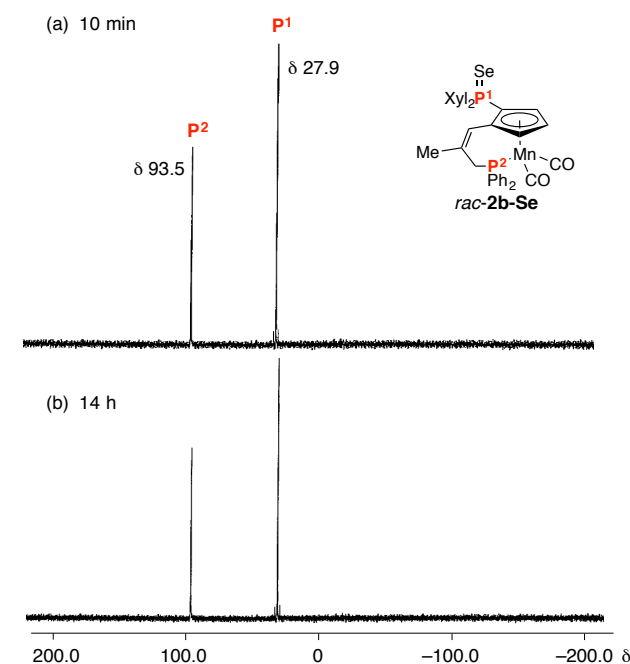 (a) 10 min
P¹
δ 27.9
P²
δ 93.5
Se
Xyl₂P¹
Me
Mn
CO
P²
Ph₂
CO
rac-2b-Se
(b) 14 h
200.0 100.0 0 −100.0 −200.0 δ